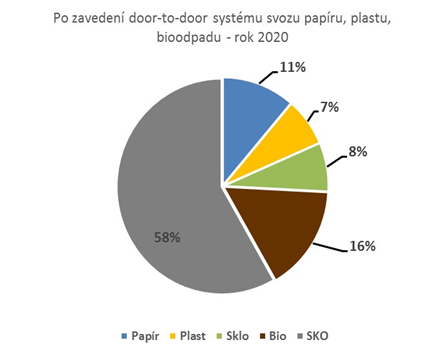 Po zavedení door-to-door systému svozu papíru, plastu,
bioodpadu - rok 2020
11%
7%
8%
16%
58%
Papír Plast Sklo Bio SKO